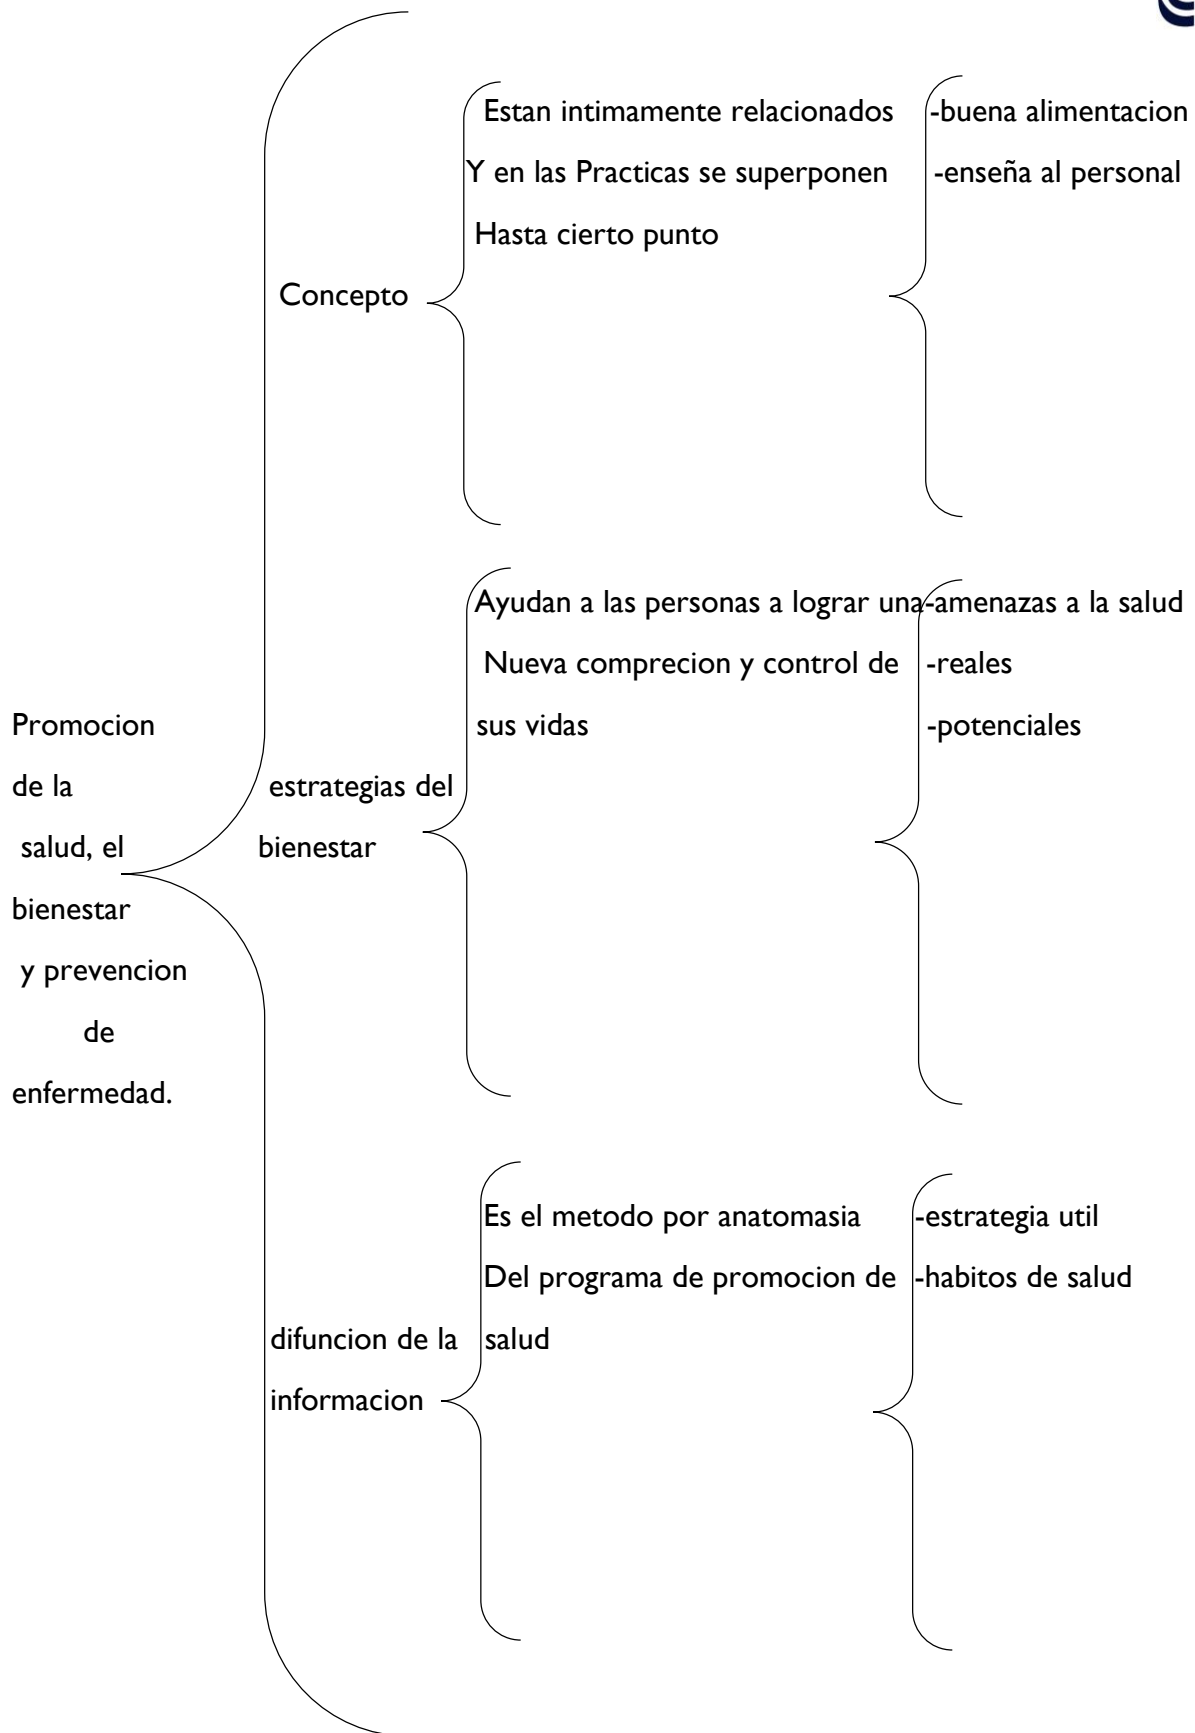 Promocion
de la
salud, el
bienestar
y prevencion
de
enfermedad.
Concepto
Estan intimamente relacionados
Y en las Practicas se superponen
Hasta cierto punto
-buena alimentacion
-enseña al personal
estrategias del
bienestar
Ayudan a las personas a lograr una
Nueva comprecion y control de
sus vidas
-amenazas a la salud
-reales
-potenciales
difuncion de la
informacion
Es el metodo por anatomasia
Del programa de promocion de
salud
-estrategia util
-habitos de salud